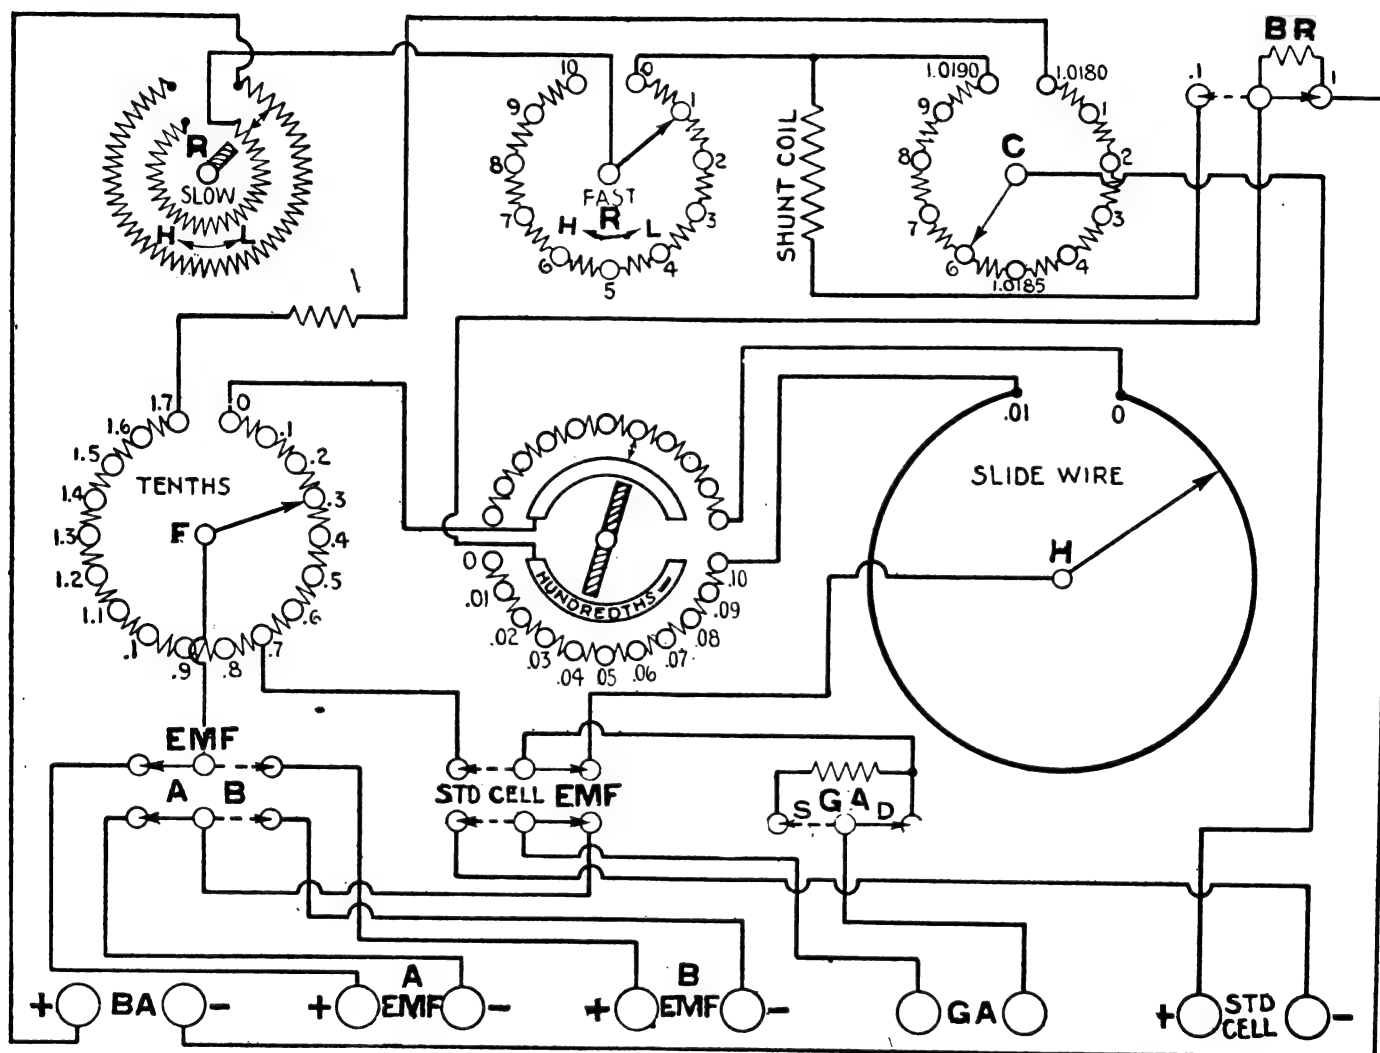 BR
.1 1
10 0 1.0190 1.0180
9 1 9 1
R C
8 2 8 2
SLOW FAST SHUNT COIL
H L H R L
7 3 7 3
6 4 6 4
5 1.0185
1.7 0 .01 0
1.6 .1
1.5 .2
TENTHS SLIDE WIRE
1.4 .3
1.3 F .4 H
0 .10
1.2 .5 HUNDREDTHS
1.1 .6 .01 .09
.1 .7 .02 .08
.9 .8 .03 .07
.04 .05 .06
EMF
A B STD CELL EMF
S GA D
+ BA - + A EMF - + B EMF - GA + STD CELL -